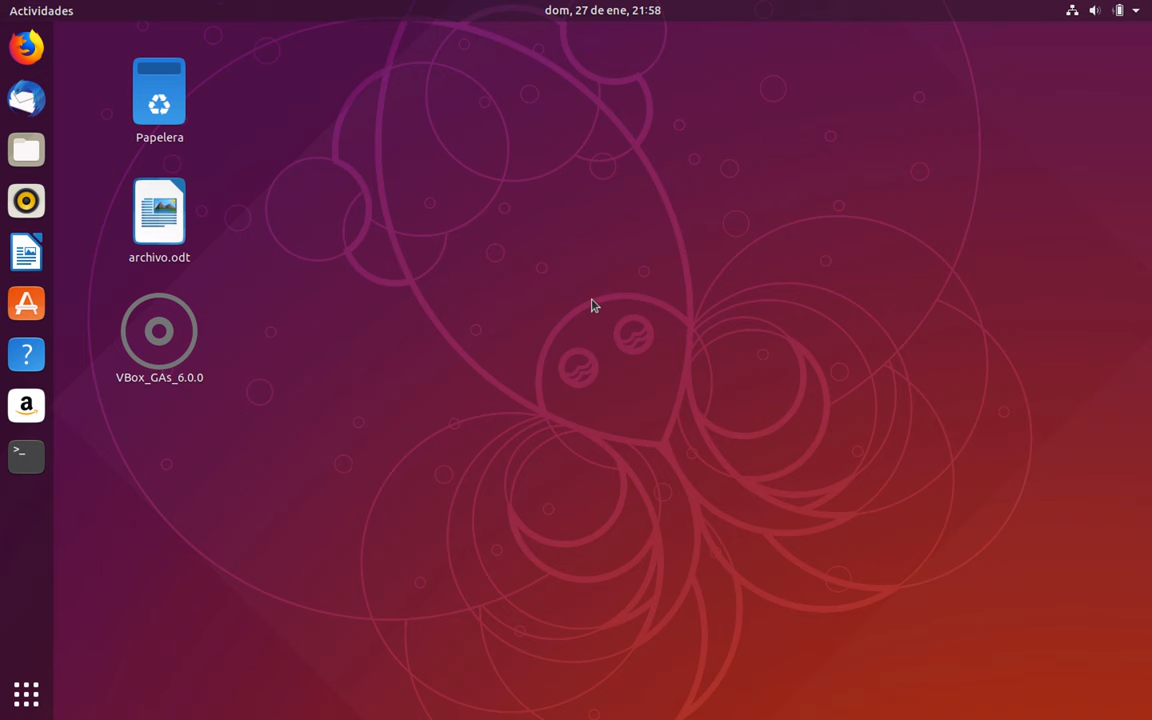 Actividades
dom, 27 de ene, 21:58
Papelera
archivo.odt
VBox_GAs_6.0.0
?
a
>_